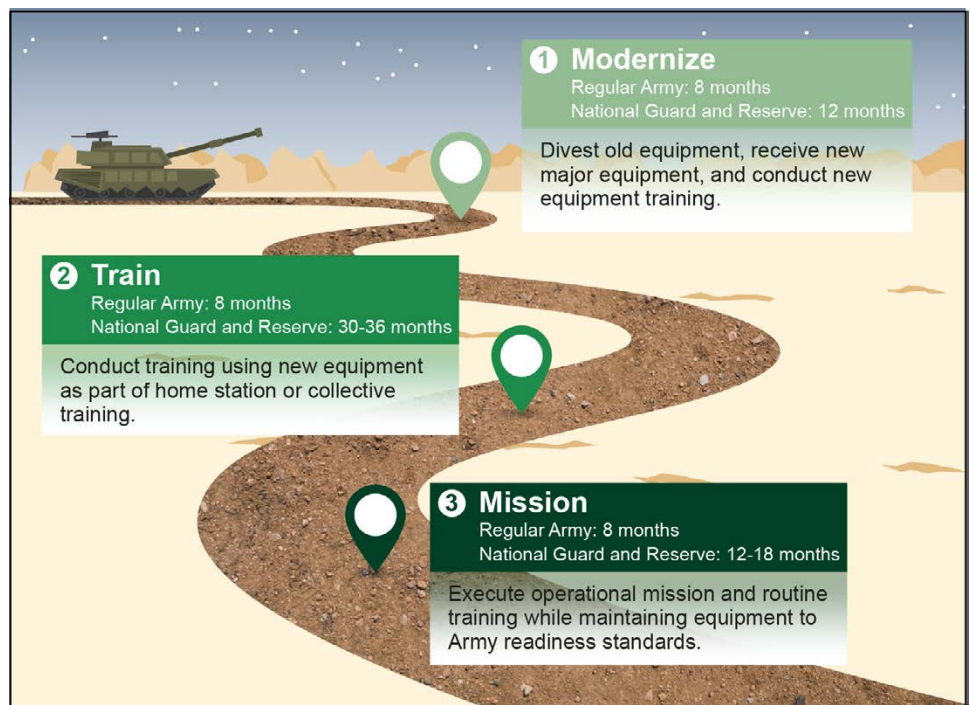 1 Modernize
Regular Army: 8 months
National Guard and Reserve: 12 months
Divest old equipment, receive new
major equipment, and conduct new
equipment training.
2 Train
Regular Army: 8 months
National Guard and Reserve: 30-36 months
Conduct training using new equipment
as part of home station or collective
training.
3 Mission
Regular Army: 8 months
National Guard and Reserve: 12-18 months
Execute operational mission and routine
training while maintaining equipment to
Army readiness standards.